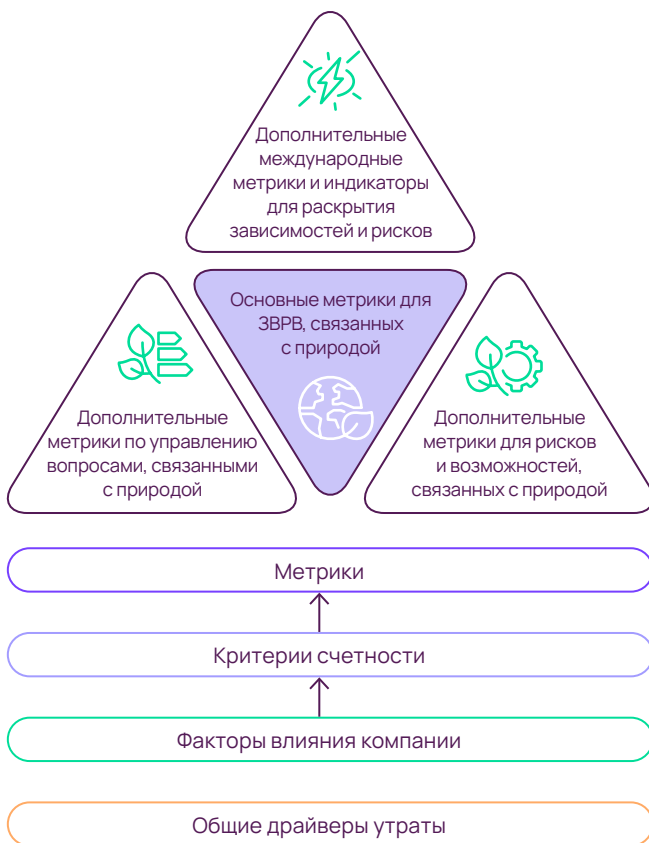 Дополнительные
международные
метрики и индикаторы
для раскрытия
зависимостей и рисков
Основные метрики для
ЗВРВ, связанных
с природой
Дополнительные
метрики по управлению
вопросами, связанными
с природой
Дополнительные
метрики для рисков
и возможностей,
связанных с природой
Метрики
Критерии счетности
Факторы влияния компании
Общие драйверы утраты